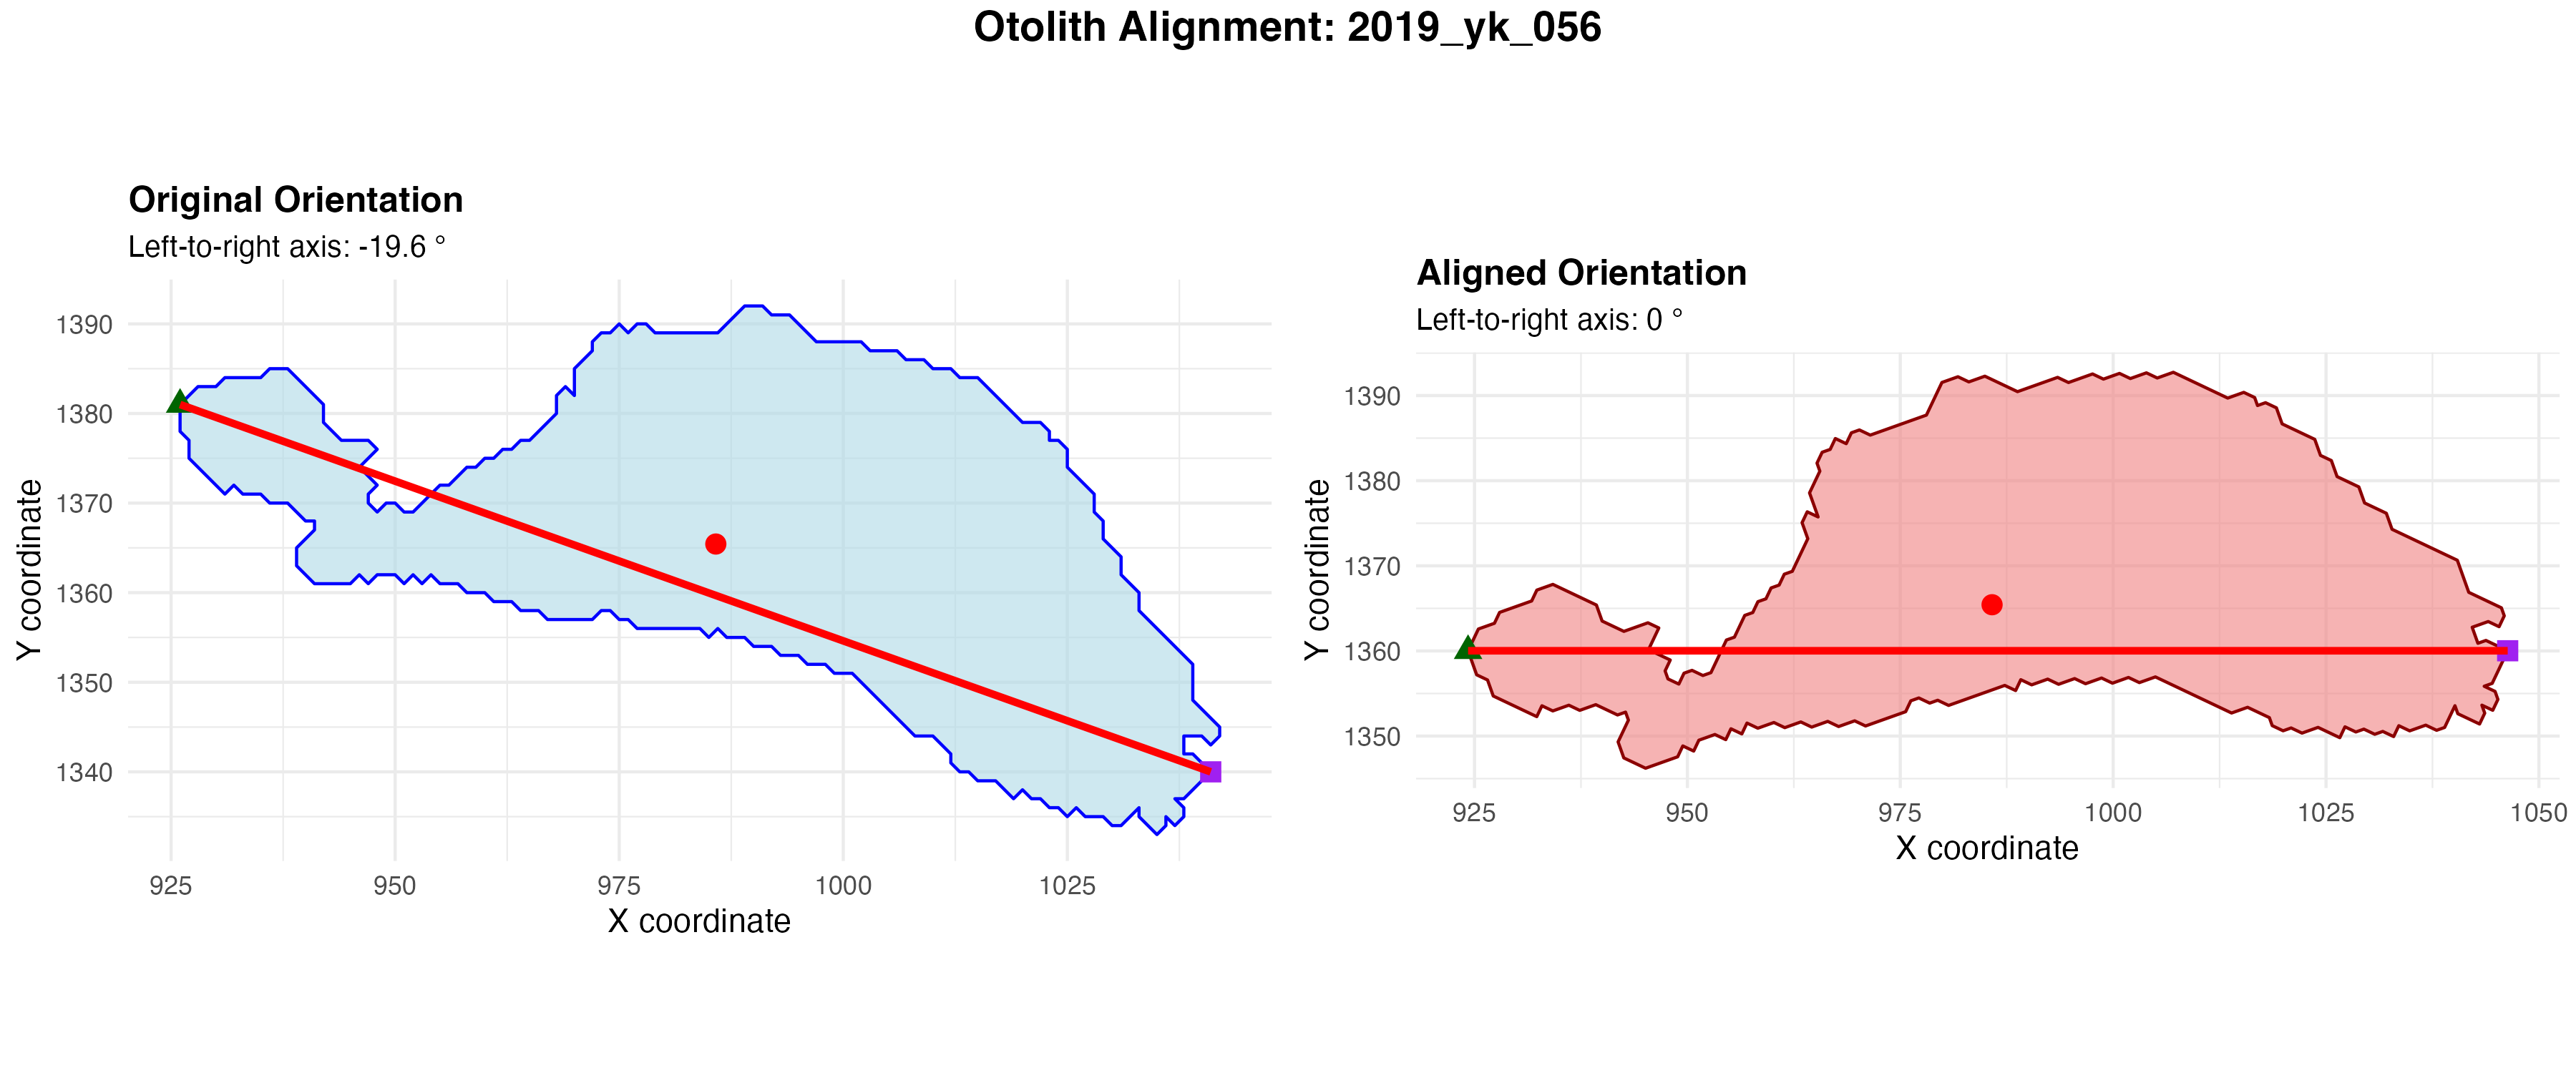 Otolith Alignment: 2019_yk_056
Original Orientation
Left-to-right axis: -19.6 °
1390
1380
1370
1360
1350
1340
Y coordinate
925 950 975 1000 1025
X coordinate
Aligned Orientation
Left-to-right axis: 0 °
1390
1380
1370
1360
1350
Y coordinate
925 950 975 1000 1025 1050
X coordinate